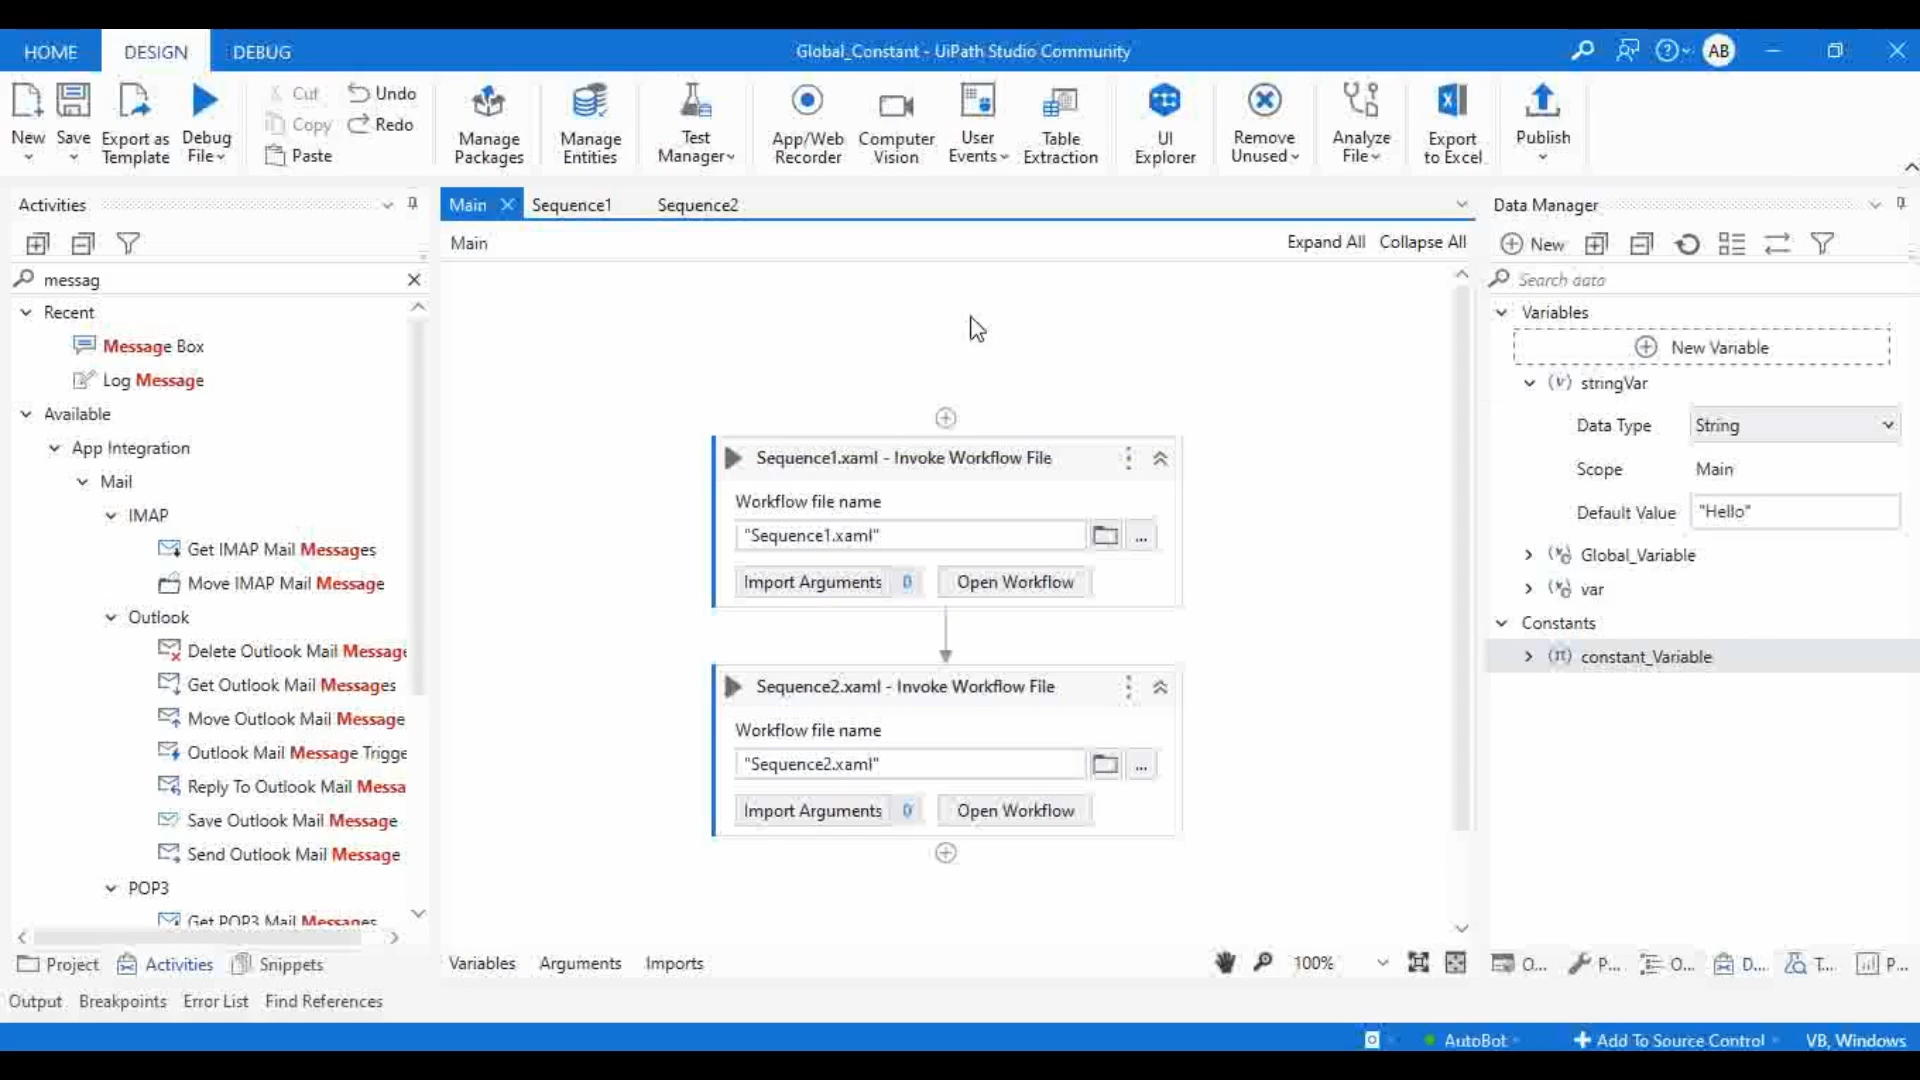 HOME DESIGN DEBUG Global_Constant - UiPath Studio Community AB
New Save Export as Template Debug File
Cut Copy Paste Undo Redo
Manage Packages
Manage Entities
Test Manager
App/Web Recorder
Computer Vision
User Events
Table Extraction
UI Explorer
Remove Unused
Analyze File
Export to Excel
Publish
Activities
messag
Recent
Message Box
Log Message
Available
App Integration
Mail
IMAP
Get IMAP Mail Messages
Move IMAP Mail Message
Outlook
Delete Outlook Mail Message
Get Outlook Mail Messages
Move Outlook Mail Message
Outlook Mail Message Trigge
Reply To Outlook Mail Messa
Save Outlook Mail Message
Send Outlook Mail Message
POP3
Get POP3 Mail Messages
Project Activities Snippets
Main Sequence1 Sequence2
Main Expand All Collapse All
Sequence1.xaml - Invoke Workflow File
Workflow file name
"Sequence1.xaml" ...
Import Arguments 0 Open Workflow
Sequence2.xaml - Invoke Workflow File
Workflow file name
"Sequence2.xaml" ...
Import Arguments 0 Open Workflow
Variables Arguments Imports 100%
Data Manager
New
Search data
Variables
New Variable
stringVar
Data Type String
Scope Main
Default Value "Hello"
Global_Variable
var
Constants
constant_Variable
O... P... O... D... T... P...
Output Breakpoints Error List Find References
AutoBot Add To Source Control VB, Windows